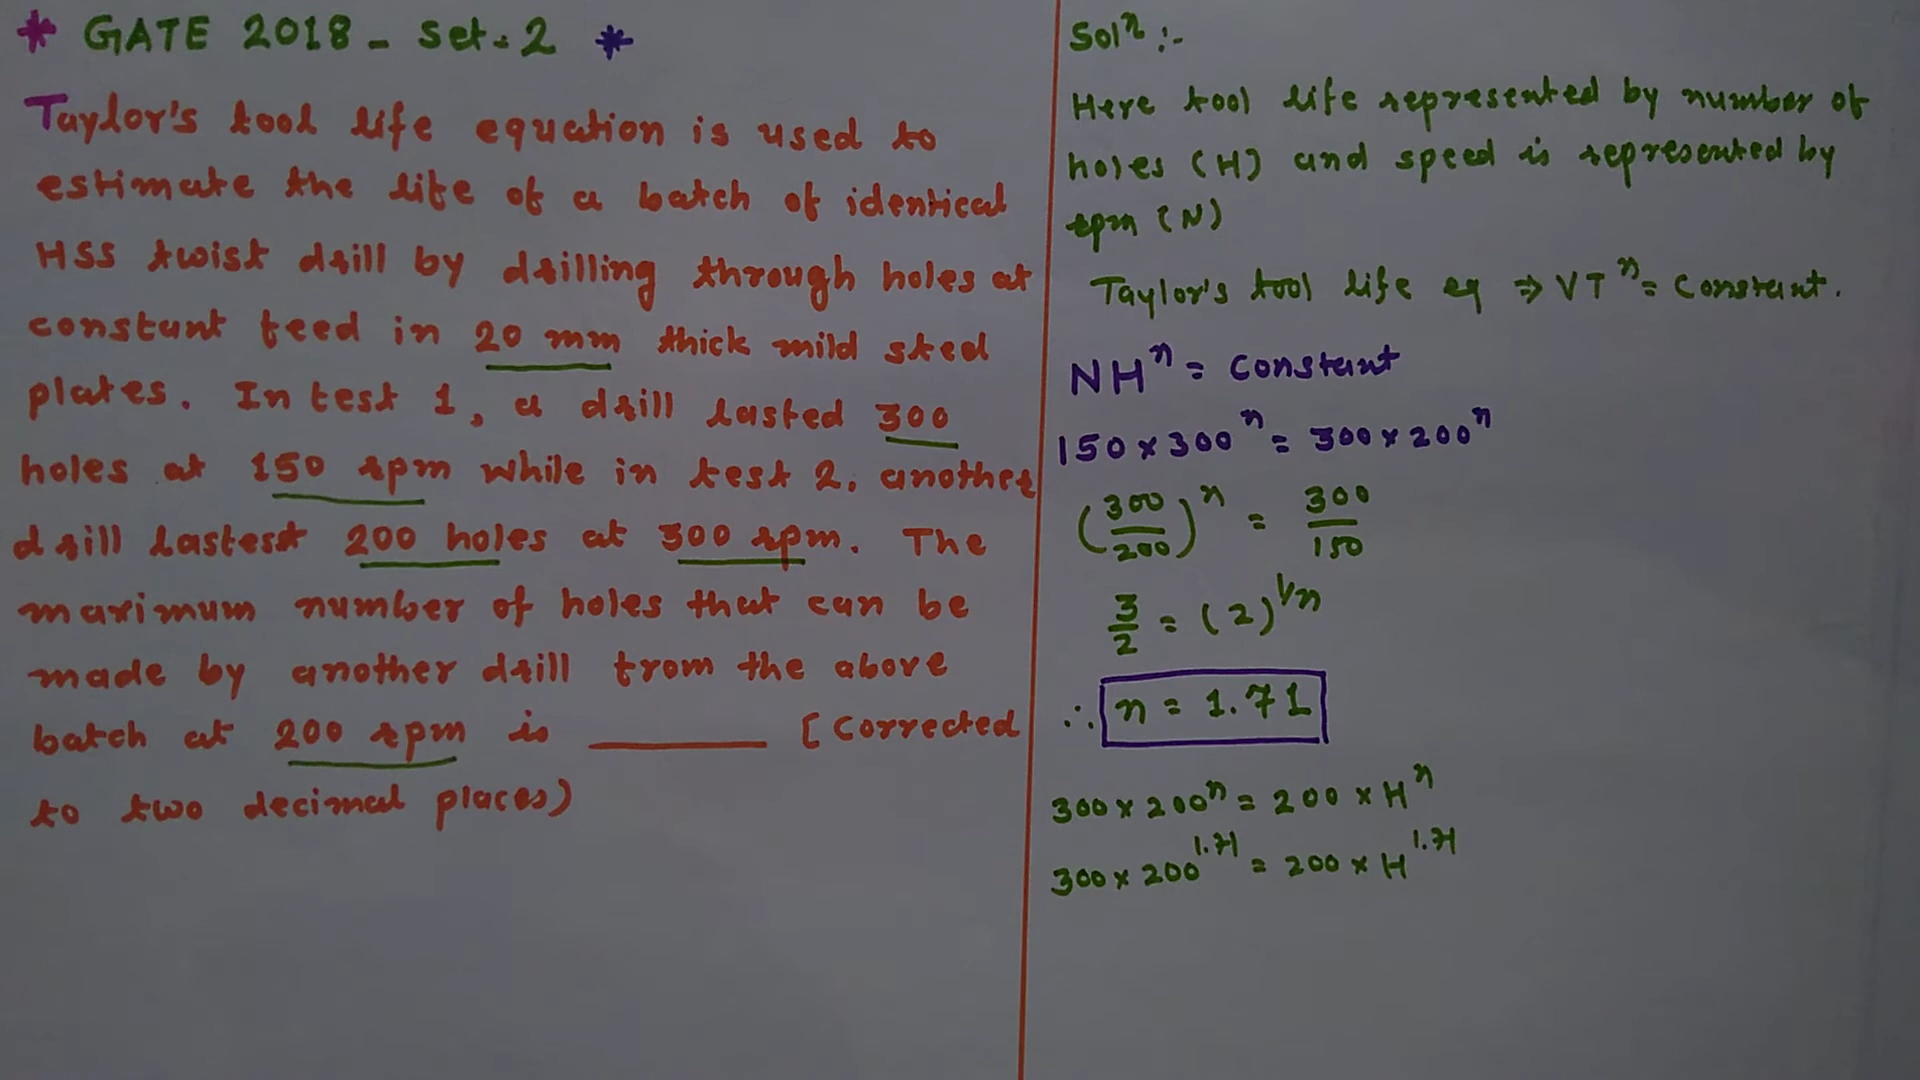 * GATE 2018 - Set-2 *
Taylor's tool life equation is used to
estimate the life of a batch of identical
HSS twist drill by drilling through holes at
constant feed in 20 mm thick mild steel
plates. In test 1, a drill lasted 300
holes at 150 rpm while in test 2, another
drill lastest 200 holes at 300 rpm. The
maximum number of holes that can be
made by another drill from the above
batch at 200 rpm is ______ [Corrected
to two decimal places)
Solⁿ :-
Here tool life represented by number of
holes (H) and speed is represented by
rpm (N)
Taylor's tool life eq ⇒ VTⁿ = Constant.
NHⁿ = Constant
150 × 300ⁿ = 300 × 200ⁿ
(300/200)ⁿ = 300/150
3/2 = (2)^1/n
∴ n = 1.71
300 × 200ⁿ = 200 × Hⁿ
300 × 200^1.71 = 200 × H^1.71